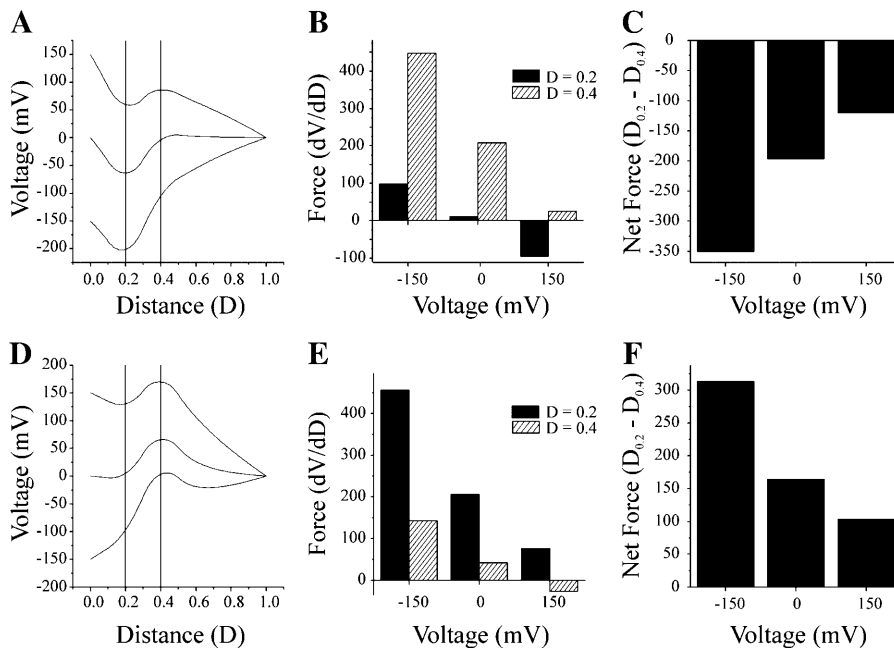 A
Voltage (mV)
150
100
50
0
-50
-100
-150
-200
0.0 0.2 0.4 0.6 0.8 1.0
Distance (D)
B
Force (dV/dD)
400
300
200
100
0
-100
D = 0.2
D = 0.4
-150 0 150
Voltage (mV)
C
Net Force (D0.2 - D0.4)
0
-50
-100
-150
-200
-250
-300
-350
-150 0 150
Voltage (mV)
D
Voltage (mV)
200
150
100
50
0
-50
-100
-150
-200
0.0 0.2 0.4 0.6 0.8 1.0
Distance (D)
E
Force (dV/dD)
400
300
200
100
0
D = 0.2
D = 0.4
-150 0 150
Voltage (mV)
F
Net Force (D0.2 - D0.4)
300
250
200
150
100
50
0
-150 0 150
Voltage (mV)